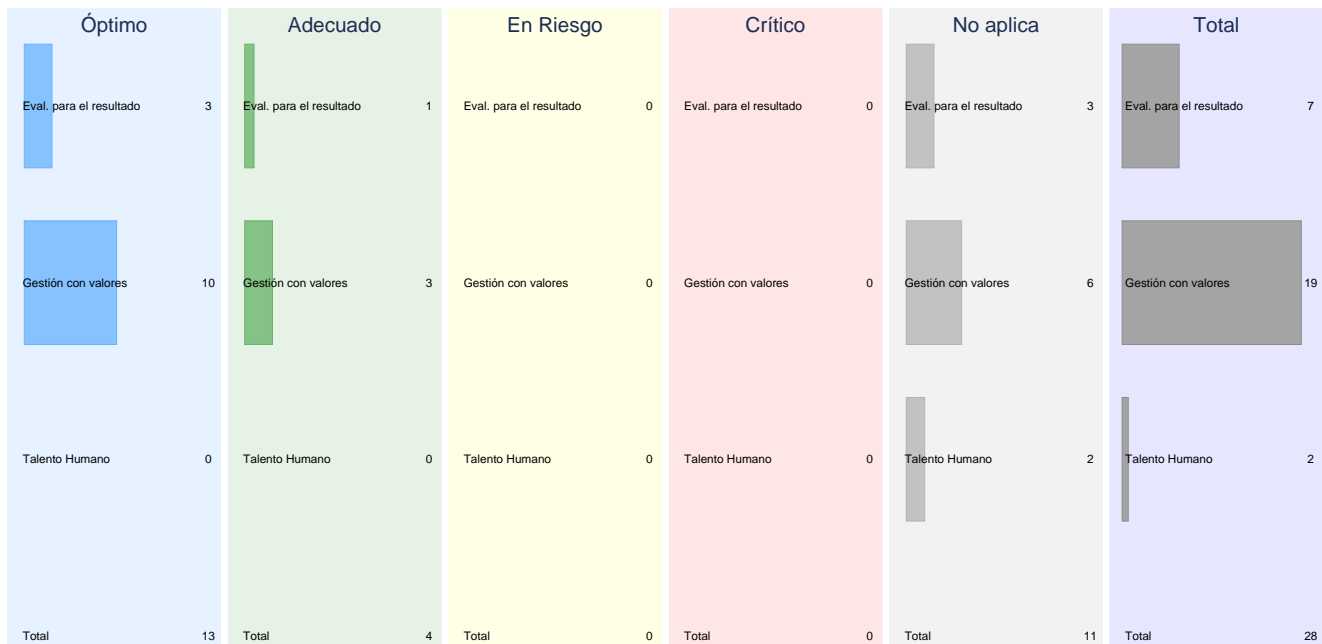 Óptimo Adecuado En Riesgo Crítico No aplica Total
Eval. para el resultado 3 Eval. para el resultado 1 Eval. para el resultado 0 Eval. para el resultado 0 Eval. para el resultado 3 Eval. para el resultado 7
Gestión con valores 10 Gestión con valores 3 Gestión con valores 0 Gestión con valores 0 Gestión con valores 6 Gestión con valores 19
Talento Humano 0 Talento Humano 0 Talento Humano 0 Talento Humano 0 Talento Humano 2 Talento Humano 2
Total 13 Total 4 Total 0 Total 0 Total 11 Total 28